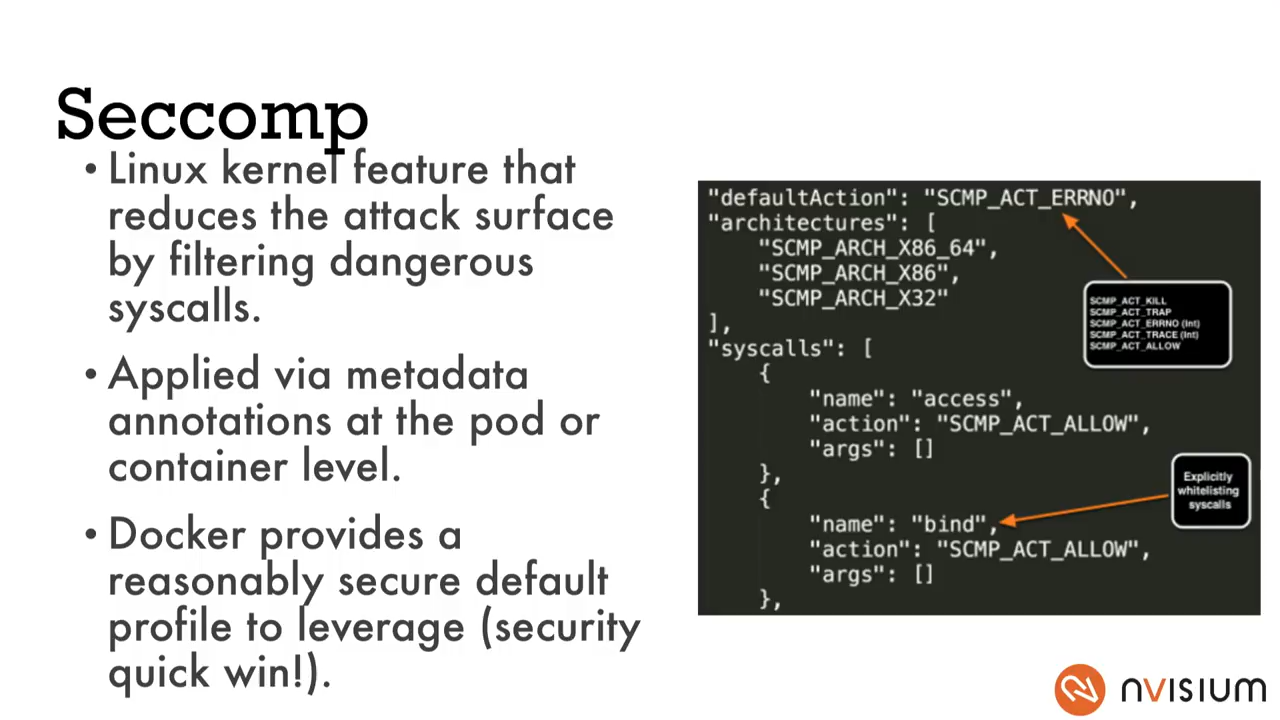 Seccomp
• Linux kernel feature that
reduces the attack surface
by filtering dangerous
syscalls.
• Applied via metadata
annotations at the pod or
container level.
• Docker provides a
reasonably secure default
profile to leverage (security
quick win!).
"defaultAction": "SCMP_ACT_ERRNO",
"architectures": [
"SCMP_ARCH_X86_64",
"SCMP_ARCH_X86",
"SCMP_ARCH_X32"
],
"syscalls": [
{
"name": "access",
"action": "SCMP_ACT_ALLOW",
"args": []
},
{
"name": "bind",
"action": "SCMP_ACT_ALLOW",
"args": []
},
SCMP_ACT_KILL
SCMP_ACT_TRAP
SCMP_ACT_ERRNO (Int)
SCMP_ACT_TRACE (Int)
SCMP_ACT_ALLOW
Explicitly
whitelisting
syscalls
nVISIUM